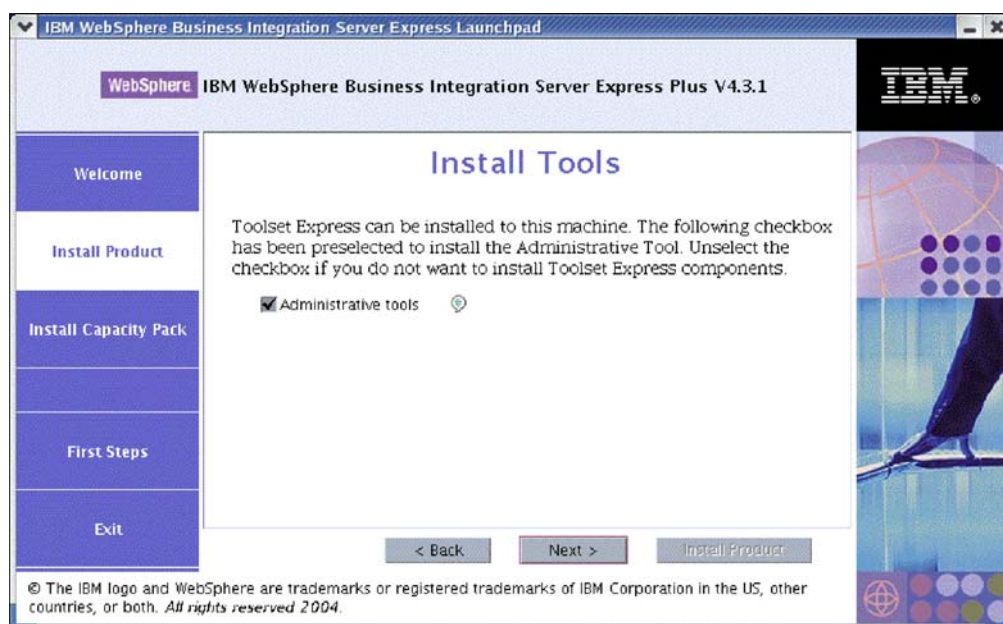 IBM WebSphere Business Integration Server Express Launchpad
WebSphere IBM WebSphere Business Integration Server Express Plus V4.3.1
IBM®
Welcome
Install Product
Install Capacity Pack
First Steps
Exit
Install Tools
Toolset Express can be installed to this machine. The following checkbox
has been preselected to install the Administrative Tool. Unselect the
checkbox if you do not want to install Toolset Express components.
Administrative tools
< Back
Next >
Install Product
© The IBM logo and WebSphere are trademarks or registered trademarks of IBM Corporation in the US, other
countries, or both. All rights reserved 2004.